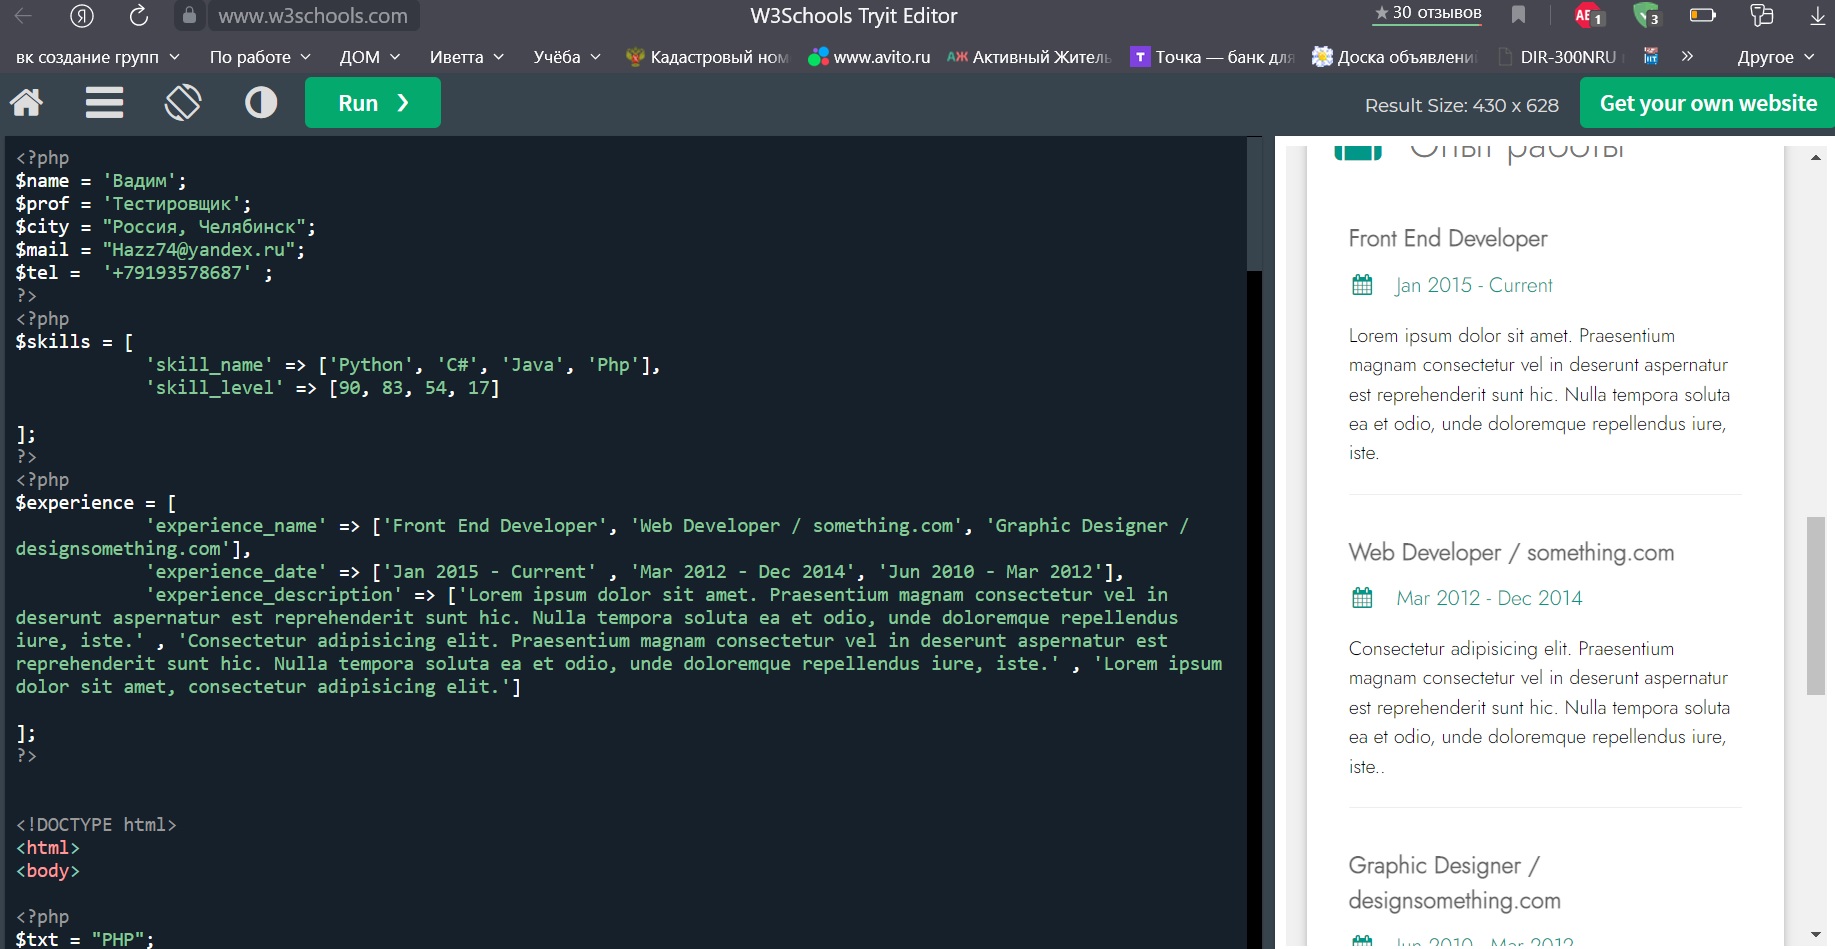 www.w3schools.com
W3Schools Tryit Editor
★ 30 отзывов
1
3
вк создание групп
По работе
ДОМ
Иветта
Учёба
Кадастровый ном
www.avito.ru
АЖ Активный Житель
Т Точка — банк для
Доска объявлени
DIR-300NRU
»
Другое
Run ❯
Result Size: 430 x 628
Get your own website
<?php
$name = 'Вадим';
$prof = 'Тестировщик';
$city = "Россия, Челябинск";
$mail = "Hazz74@yandex.ru";
$tel =  '+79193578687' ;
?>
<?php
$skills = [
'skill_name' => ['Python', 'C#', 'Java', 'Php'],
'skill_level' => [90, 83, 54, 17]
];
?>
<?php
$experience = [
'experience_name' => ['Front End Developer', 'Web Developer / something.com', 'Graphic Designer /
designsomething.com'],
'experience_date' => ['Jan 2015 - Current' , 'Mar 2012 - Dec 2014', 'Jun 2010 - Mar 2012'],
'experience_description' => ['Lorem ipsum dolor sit amet. Praesentium magnam consectetur vel in
deserunt aspernatur est reprehenderit sunt hic. Nulla tempora soluta ea et odio, unde doloremque repellendus
iure, iste.' , 'Consectetur adipisicing elit. Praesentium magnam consectetur vel in deserunt aspernatur est
reprehenderit sunt hic. Nulla tempora soluta ea et odio, unde doloremque repellendus iure, iste.' , 'Lorem ipsum
dolor sit amet, consectetur adipisicing elit.']
];
?>
<!DOCTYPE html>
<html>
<body>
<?php
$txt = "PHP";
Опыт работы
Front End Developer
Jan 2015 - Current
Lorem ipsum dolor sit amet. Praesentium
magnam consectetur vel in deserunt aspernatur
est reprehenderit sunt hic. Nulla tempora soluta
ea et odio, unde doloremque repellendus iure,
iste.
Web Developer / something.com
Mar 2012 - Dec 2014
Consectetur adipisicing elit. Praesentium
magnam consectetur vel in deserunt aspernatur
est reprehenderit sunt hic. Nulla tempora soluta
ea et odio, unde doloremque repellendus iure,
iste..
Graphic Designer /
designsomething.com
Jun 2010 - Mar 2012